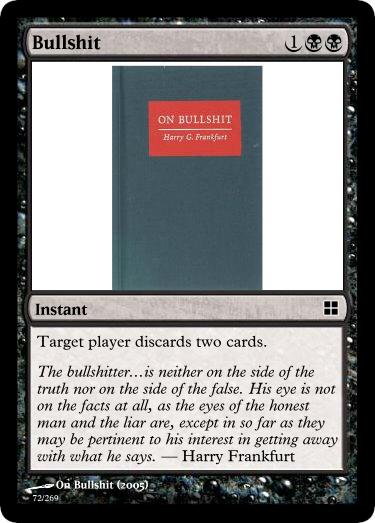 Bullshit 1
ON BULLSHIT
Harry G. Frankfurt
Instant
Target player discards two cards.
The bullshitter…is neither on the side of the
truth nor on the side of the false. His eye is not
on the facts at all, as the eyes of the honest
man and the liar are, except in so far as they
may be pertinent to his interest in getting away
with what he says. — Harry Frankfurt
On Bullshit (2005)
72/269